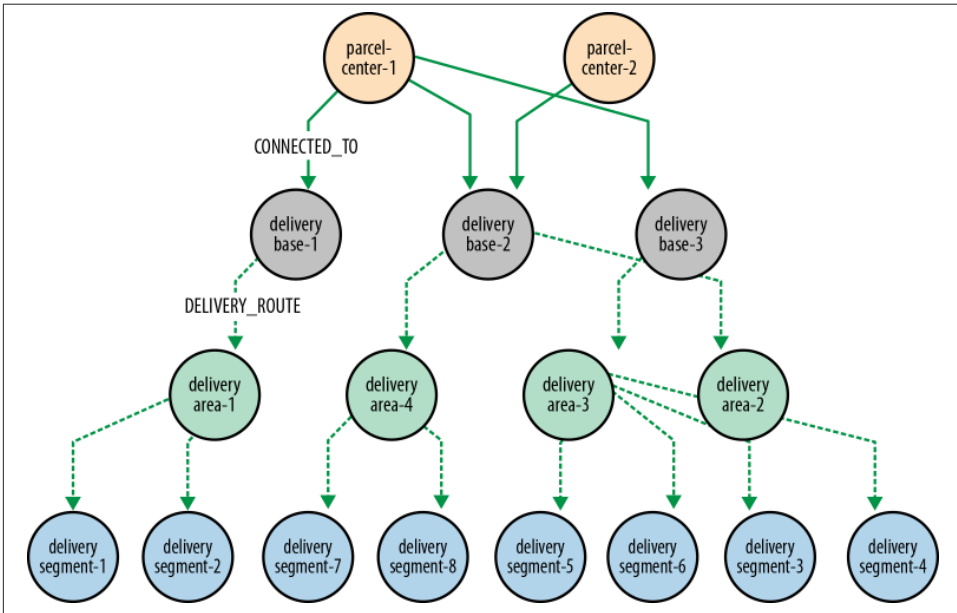 parcel-
center-1
parcel-
center-2
CONNECTED_TO
delivery
base-1
delivery
base-2
delivery
base-3
DELIVERY_ROUTE
delivery
area-1
delivery
area-4
delivery
area-3
delivery
area-2
delivery
segment-1
delivery
segment-2
delivery
segment-7
delivery
segment-8
delivery
segment-5
delivery
segment-6
delivery
segment-3
delivery
segment-4